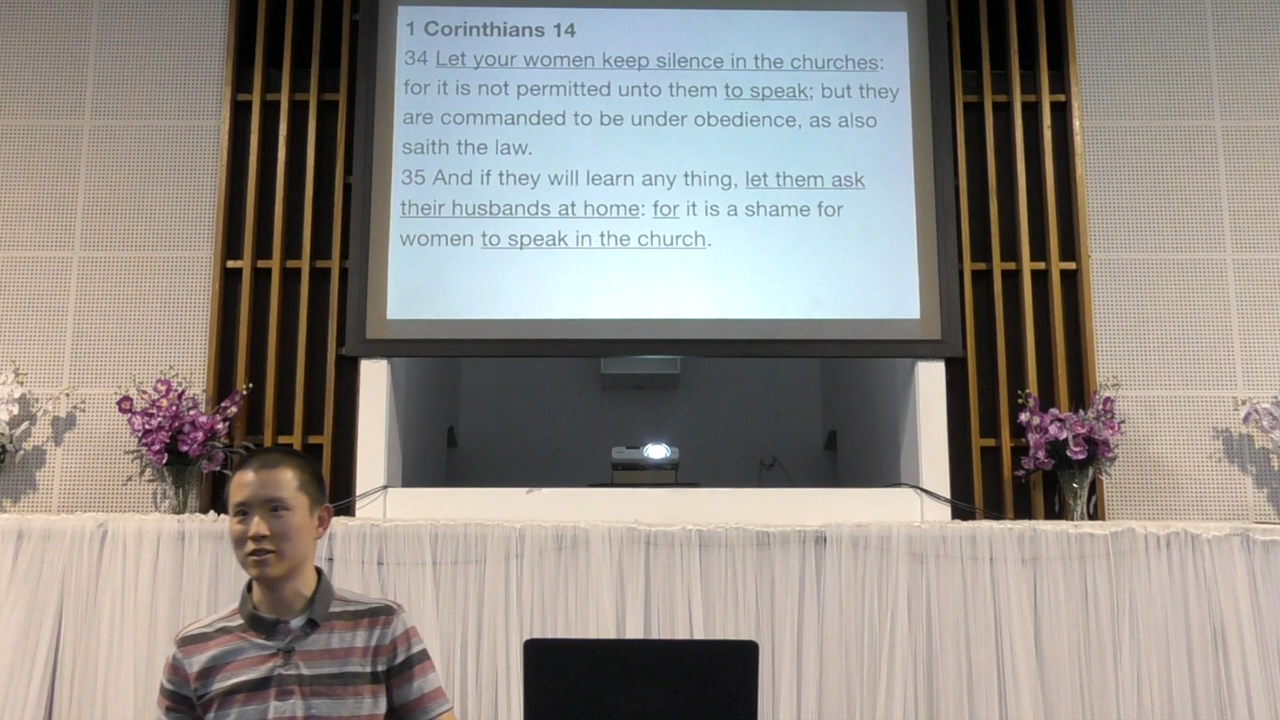 1 Corinthians 14
34 Let your women keep silence in the churches:
for it is not permitted unto them to speak; but they
are commanded to be under obedience, as also
saith the law.
35 And if they will learn any thing, let them ask
their husbands at home: for it is a shame for
women to speak in the church.